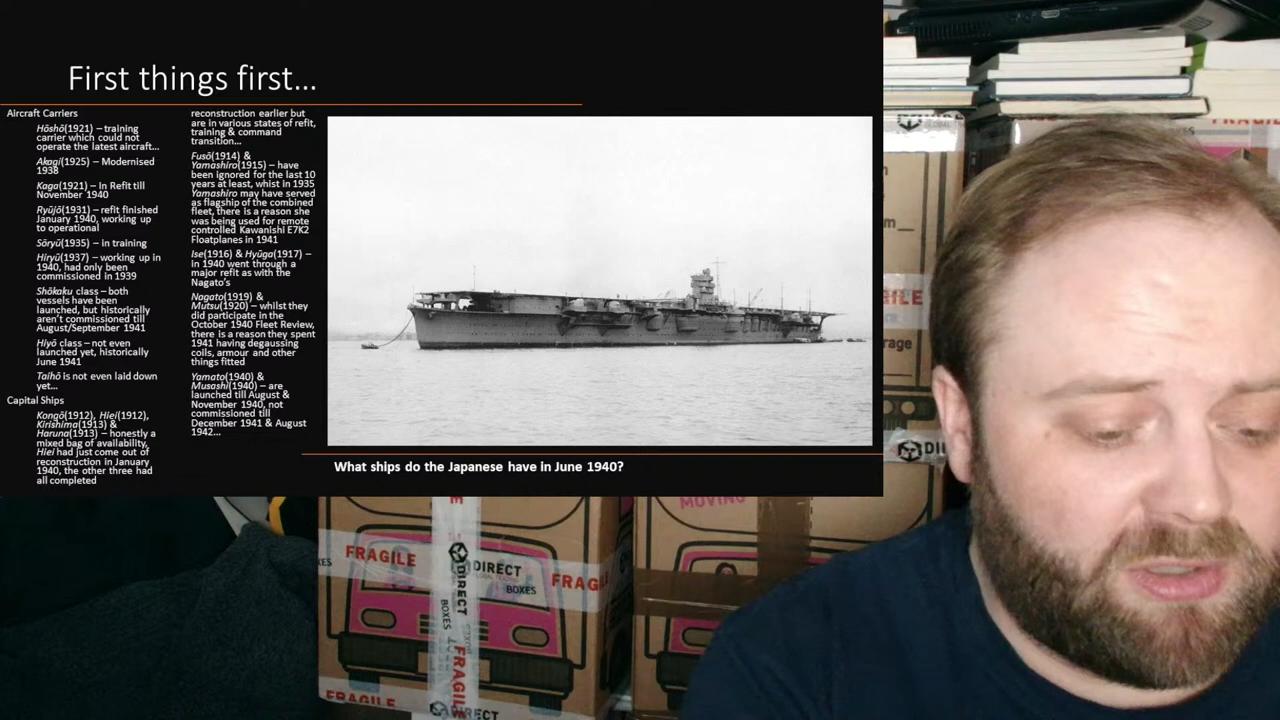 First things first...
Aircraft Carriers
Hōshō(1921) – training
carrier which could not
operate the latest aircraft...
Akagi(1925) – Modernised
1938
Kaga(1921) – In Refit till
November 1940
Ryūjō(1931) – refit finished
January 1940, working up
to operational
Sōryū(1935) – in training
Hiryū(1937) – working up in
1940, had only been
commissioned in 1939
Shōkaku class – both
vessels have been
launched, but historically
aren't commissioned till
August/September 1941
Hiyō class – not even
launched yet, historically
June 1941
Taihō is not even laid down
yet...
Capital Ships
Kongō(1912), Hiei(1912),
Kirishima(1913) &
Haruna(1913) – honestly a
mixed bag of availability,
Hiei had just come out of
reconstruction in January
1940, the other three had
all completed
reconstruction earlier but
are in various states of refit,
training & command
transition...
Fusō(1914) &
Yamashiro(1915) – have
been ignored for the last 10
years at least, whist in 1935
Yamashiro may have served
as flagship of the combined
fleet, there is a reason she
was being used for remote
controlled Kawanishi E7K2
Floatplanes in 1941
Ise(1916) & Hyūga(1917) –
in 1940 went through a
major refit as with the
Nagato's
Nagato(1919) &
Mutsu(1920) – whilst they
did participate in the
October 1940 Fleet Review,
there is a reason they spent
1941 having degaussing
coils, armour and other
things fitted
Yamato(1940) &
Musashi(1940) – are
launched till August &
November 1940, not
commissioned till
December 1941 & August
1942...
What ships do the Japanese have in June 1940?
FRAGILE
DIRECT
BOXES
FRAGILE
MOVING
FRAGILE
DIRECT
BOXES
FRAGILE
FRAGILE
DIRECT